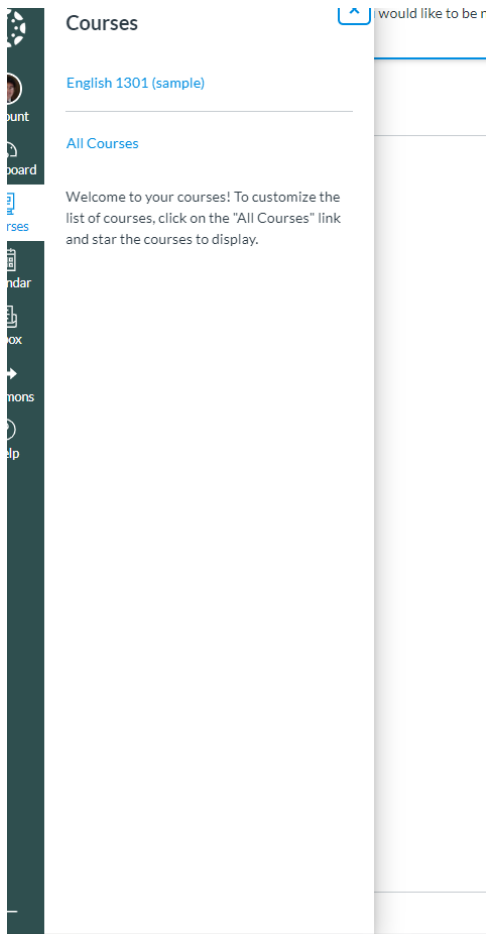 Courses
would like to be
English 1301 (sample)
All Courses
Welcome to your courses! To customize the
list of courses, click on the "All Courses" link
and star the courses to display.
ount
board
rses
ndar
ox
mons
elp